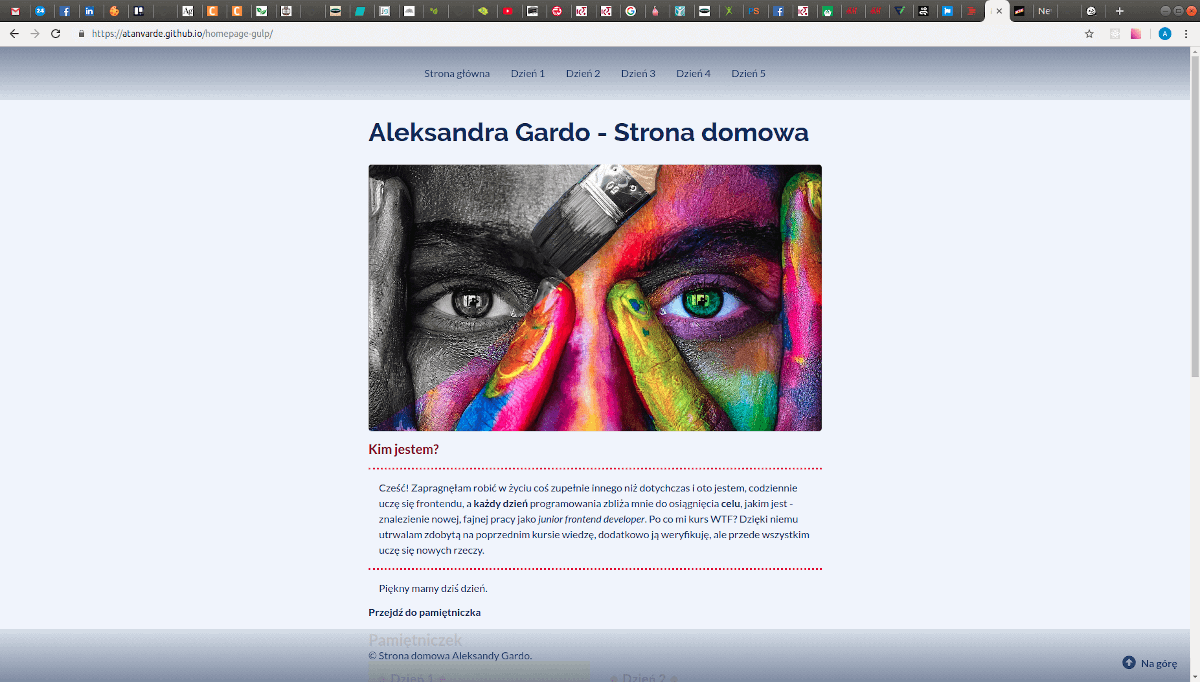 24
Ag
PS
Ne
https://atanvarde.github.io/homepage-gulp/
A
Strona główna Dzień 1 Dzień 2 Dzień 3 Dzień 4 Dzień 5
Aleksandra Gardo - Strona domowa
Kim jestem?
Cześć! Zapragnęłam robić w życiu coś zupełnie innego niż dotychczas i oto jestem, codziennie
uczę się frontendu, a każdy dzień programowania zbliża mnie do osiągnięcia celu, jakim jest -
znalezienie nowej, fajnej pracy jako junior frontend developer. Po co mi kurs WTF? Dzięki niemu
utrwalam zdobytą na poprzednim kursie wiedzę, dodatkowo ją weryfikuję, ale przede wszystkim
uczę się nowych rzeczy.
Piękny mamy dziś dzień.
Przejdź do pamiętniczka
Pamiętniczek
© Strona domowa Aleksandy Gardo.
Na górę
Dzień 1 Dzień 2